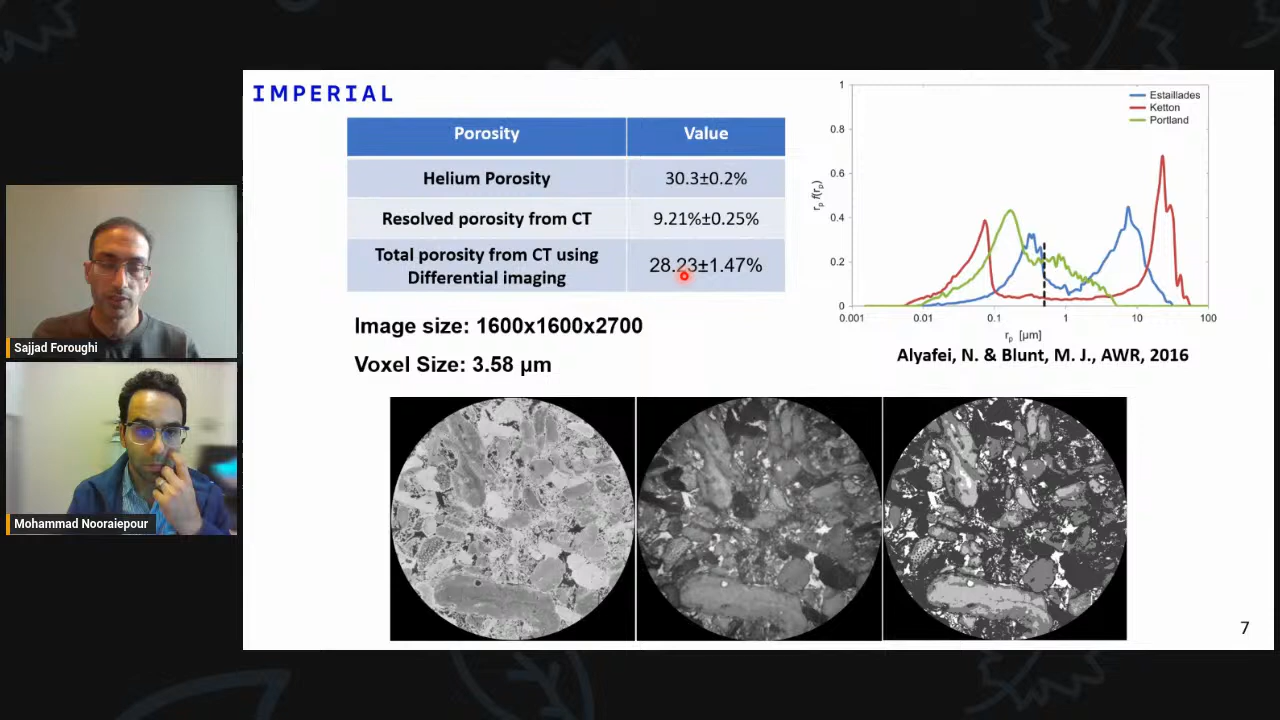 IMPERIAL
Porosity Value
Helium Porosity 30.3±0.2%
Resolved porosity from CT 9.21%±0.25%
Total porosity from CT using
Differential imaging
28.23±1.47%
Image size: 1600x1600x2700
Voxel Size: 3.58 µm
Estaillades
Ketton
Portland
1
0.8
0.6
0.4
0.2
0
rp f(rp)
0.001 0.01 0.1 1 10 100
rp [µm]
Alyafei, N. & Blunt, M. J., AWR, 2016
Sajjad Foroughi
Mohammad Nooraiepour
7